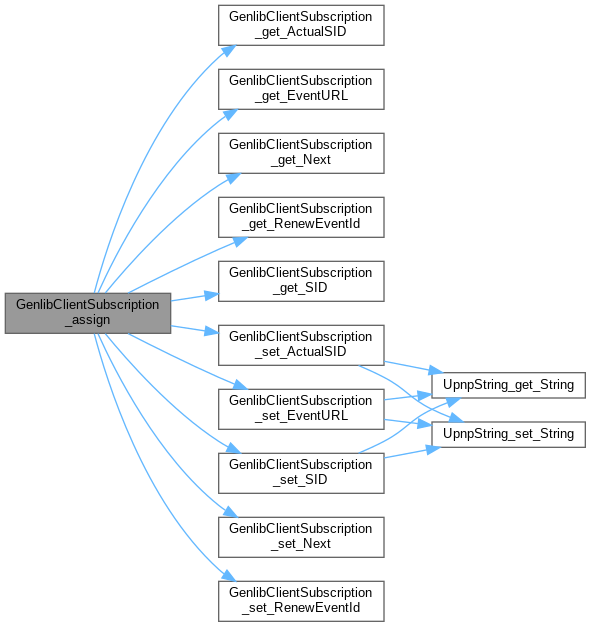 GenlibClientSubscription
_assign
GenlibClientSubscription
_get_ActualSID
GenlibClientSubscription
_get_EventURL
GenlibClientSubscription
_get_Next
GenlibClientSubscription
_get_RenewEventId
GenlibClientSubscription
_get_SID
GenlibClientSubscription
_set_ActualSID
GenlibClientSubscription
_set_EventURL
GenlibClientSubscription
_set_SID
GenlibClientSubscription
_set_Next
GenlibClientSubscription
_set_RenewEventId
UpnpString_get_String
UpnpString_set_String